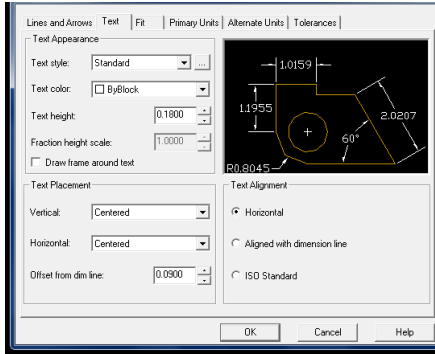 Lines and Arrows Text Fit Primary Units Alternate Units Tolerances
Text Appearance
Text style: Standard ...
Text color: ByBlock
Text height: 0.1800
Fraction height scale: 1.0000
Draw frame around text
1.0159
1.1955
2.0207
60°
R0.8045
Text Placement
Vertical: Centered
Horizontal: Centered
Offset from dim line: 0.0900
Text Alignment
Horizontal
Aligned with dimension line
ISO Standard
OK Cancel Help